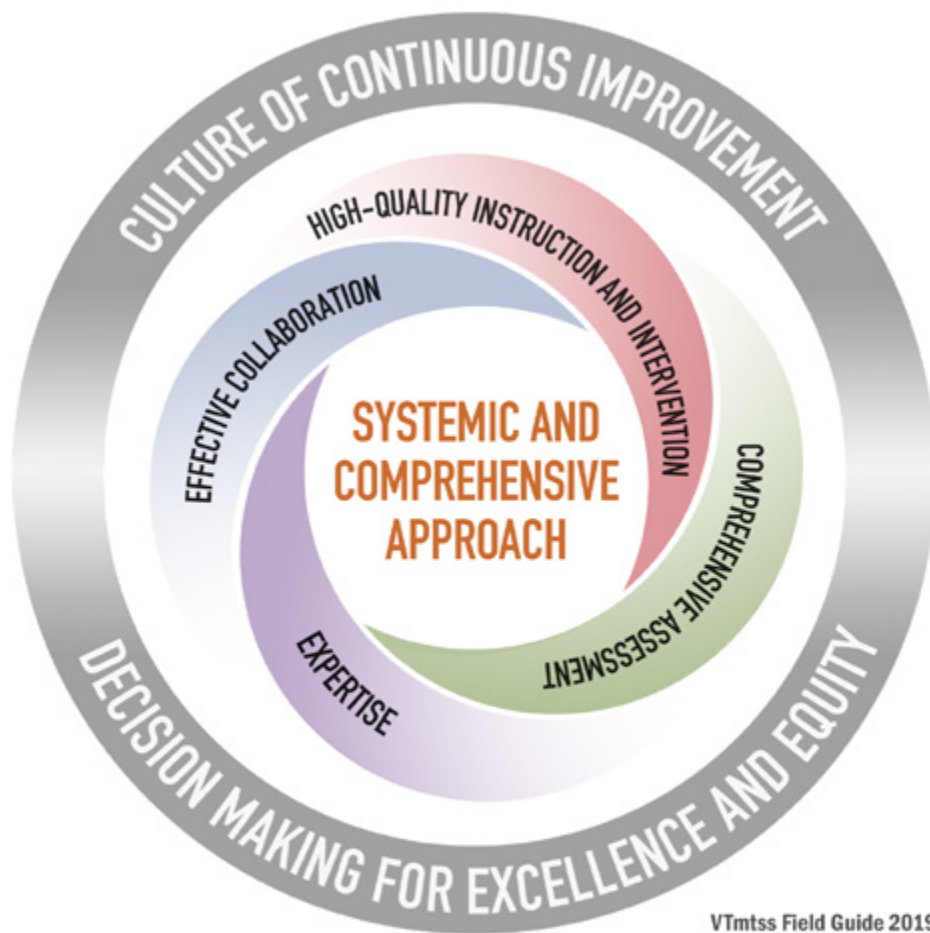 CULTURE OF CONTINUOUS IMPROVEMENT
HIGH-QUALITY INSTRUCTION AND INTERVENTION
EFFECTIVE COLLABORATION
SYSTEMIC AND
COMPREHENSIVE
APPROACH
COMPREHENSIVE ASSESSMENT
EXPERTISE
DECISION MAKING FOR EXCELLENCE AND EQUITY
VTmtss Field Guide 2019